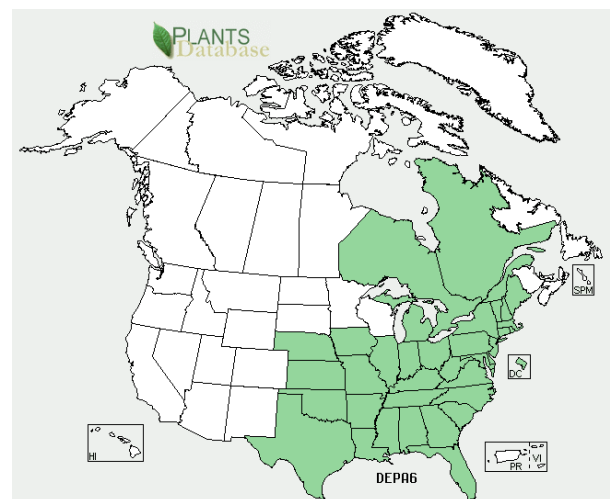 PLANTS
Database
SPM
DC
HI
PR
VI
DEPA6